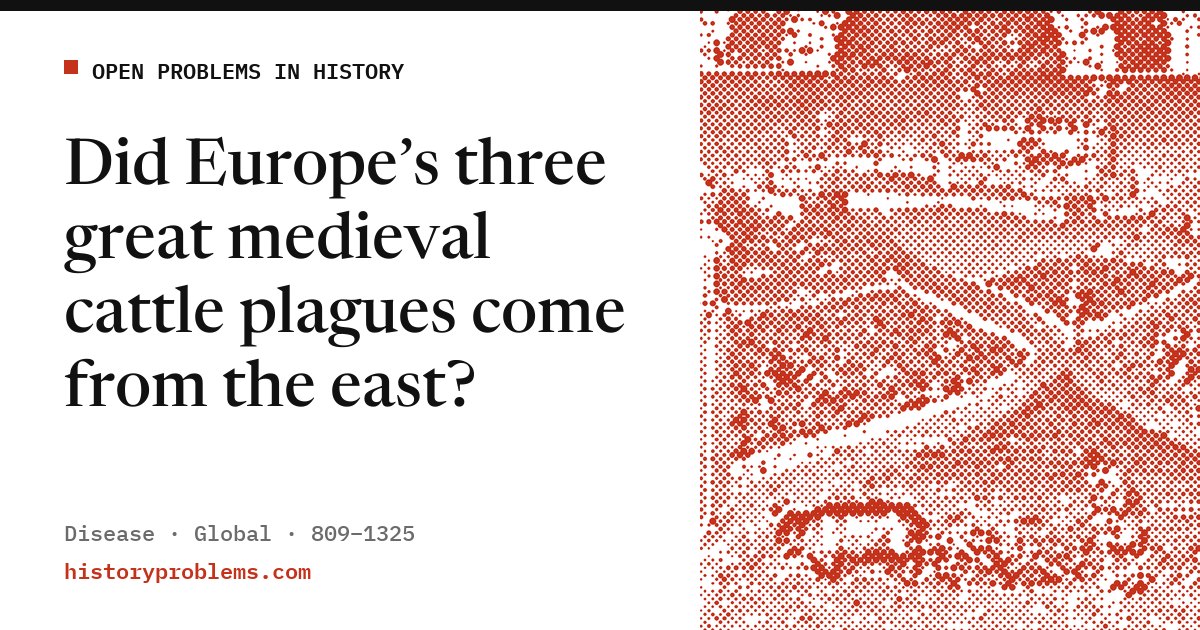 OPEN PROBLEMS IN HISTORY
Did Europe’s three
great medieval
cattle plagues come
from the east?
Disease · Global · 809–1325
historyproblems.com